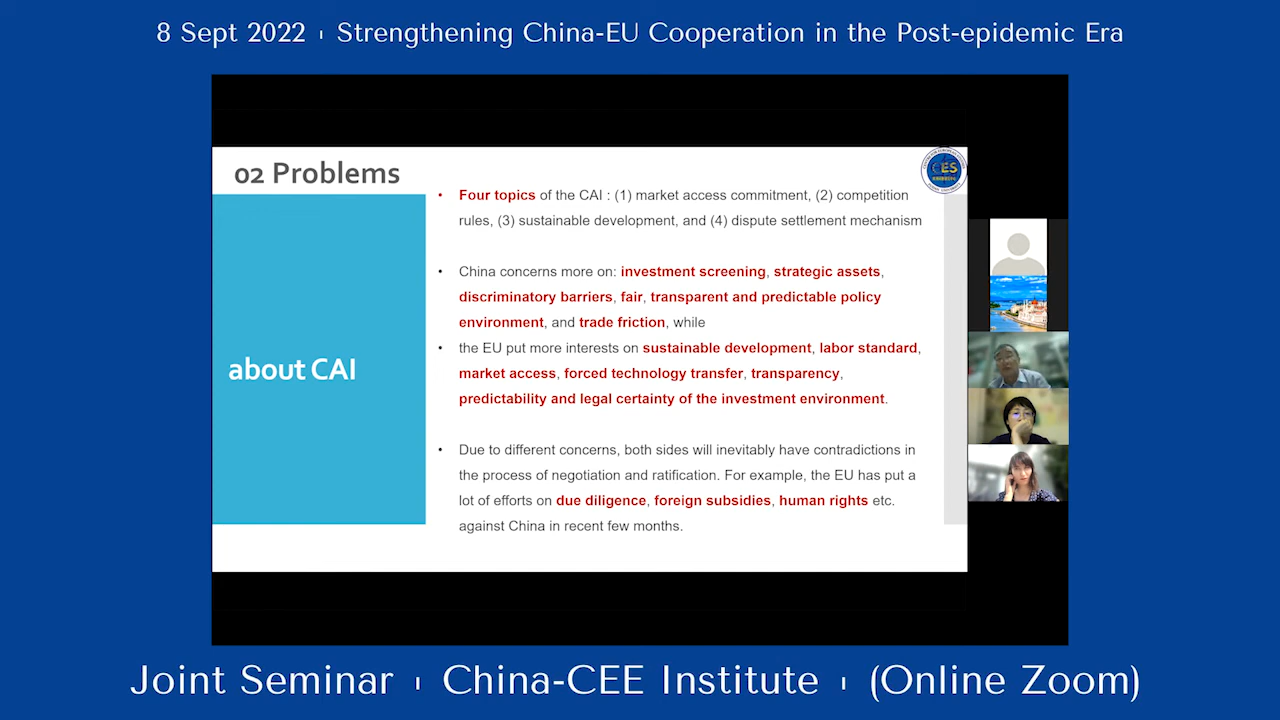 8 Sept 2022 ı Strengthening China-EU Cooperation in the Post-epidemic Era
02 Problems
CES
about CAI
• Four topics of the CAI : (1) market access commitment, (2) competition
rules, (3) sustainable development, and (4) dispute settlement mechanism
• China concerns more on: investment screening, strategic assets,
discriminatory barriers, fair, transparent and predictable policy
environment, and trade friction, while
• the EU put more interests on sustainable development, labor standard,
market access, forced technology transfer, transparency,
predictability and legal certainty of the investment environment.
• Due to different concerns, both sides will inevitably have contradictions in
the process of negotiation and ratification. For example, the EU has put a
lot of efforts on due diligence, foreign subsidies, human rights etc.
against China in recent few months.
Joint Seminar ı China-CEE Institute ı (Online Zoom)